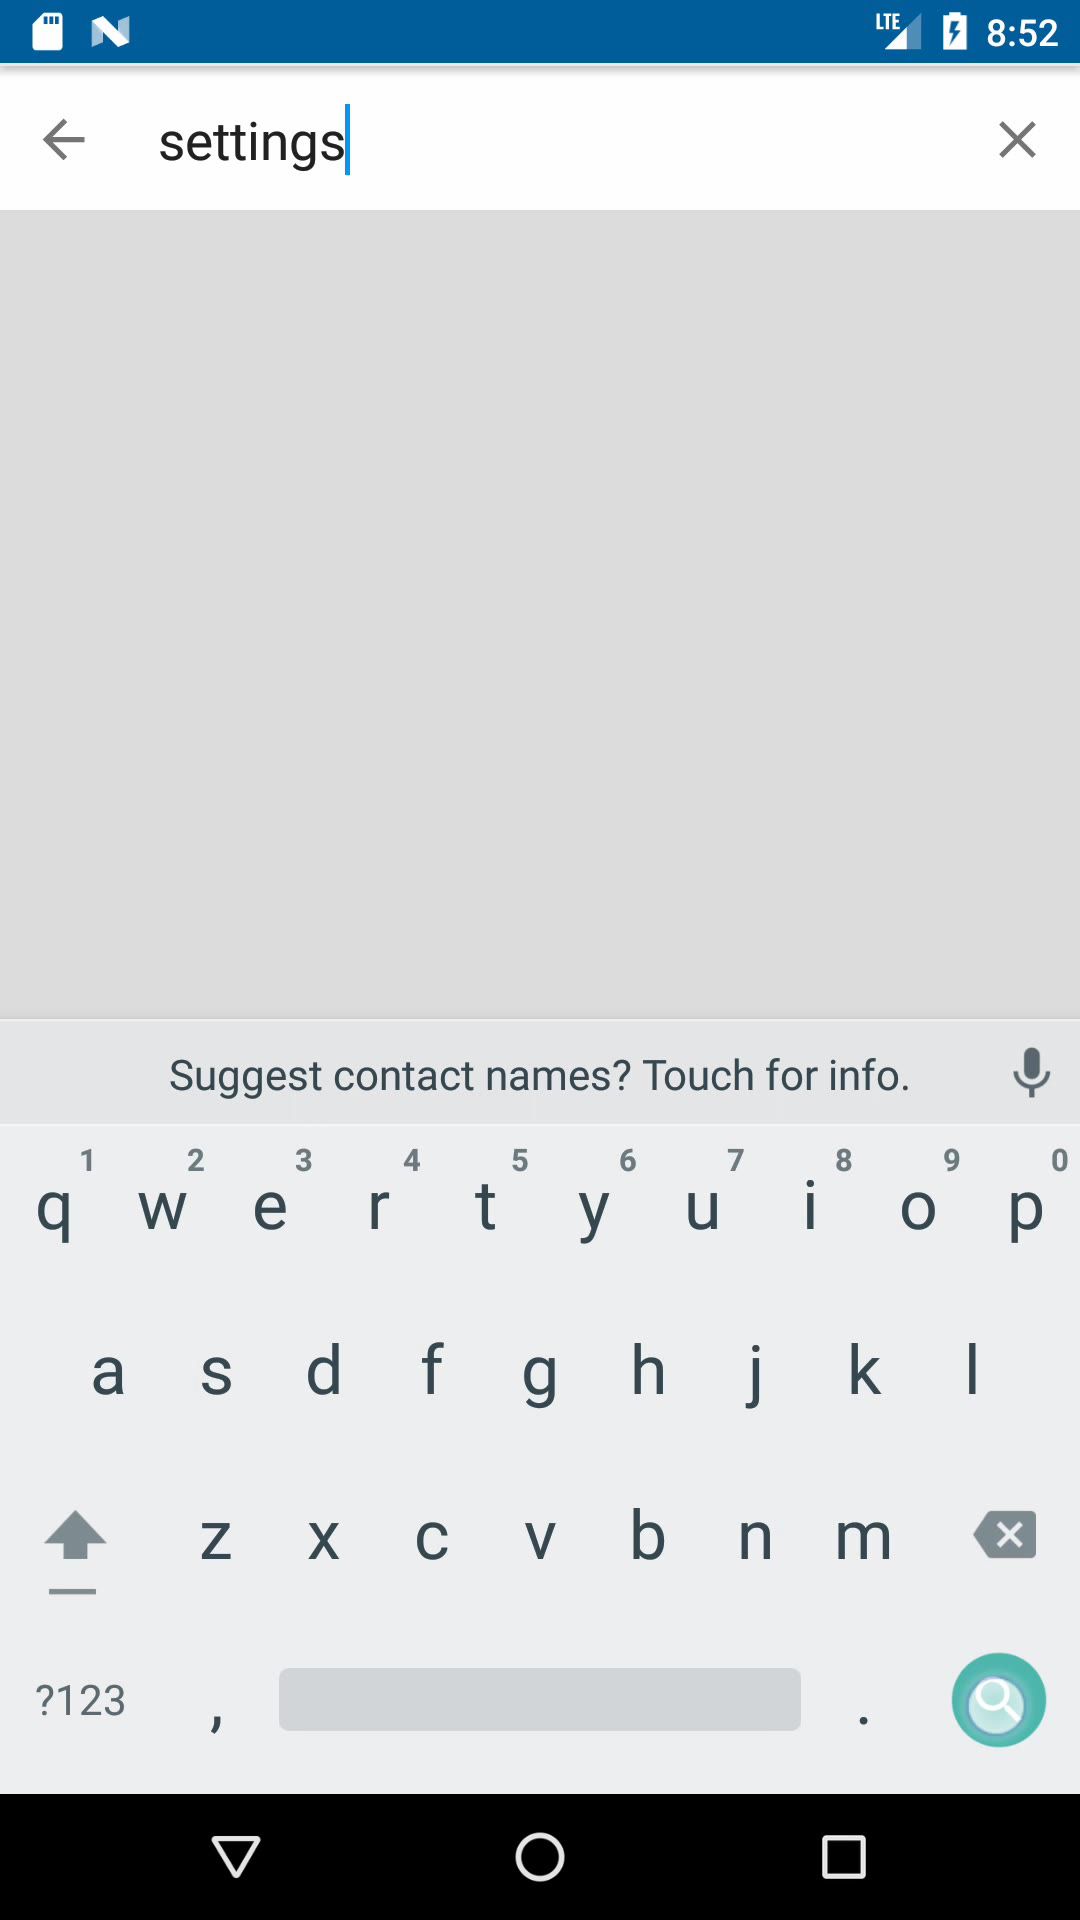 LTE 8:52
settings
Suggest contact names? Touch for info.
1 2 3 4 5 6 7 8 9 0
q w e r t y u i o p
a s d f g h j k l
z x c v b n m
?123 , .